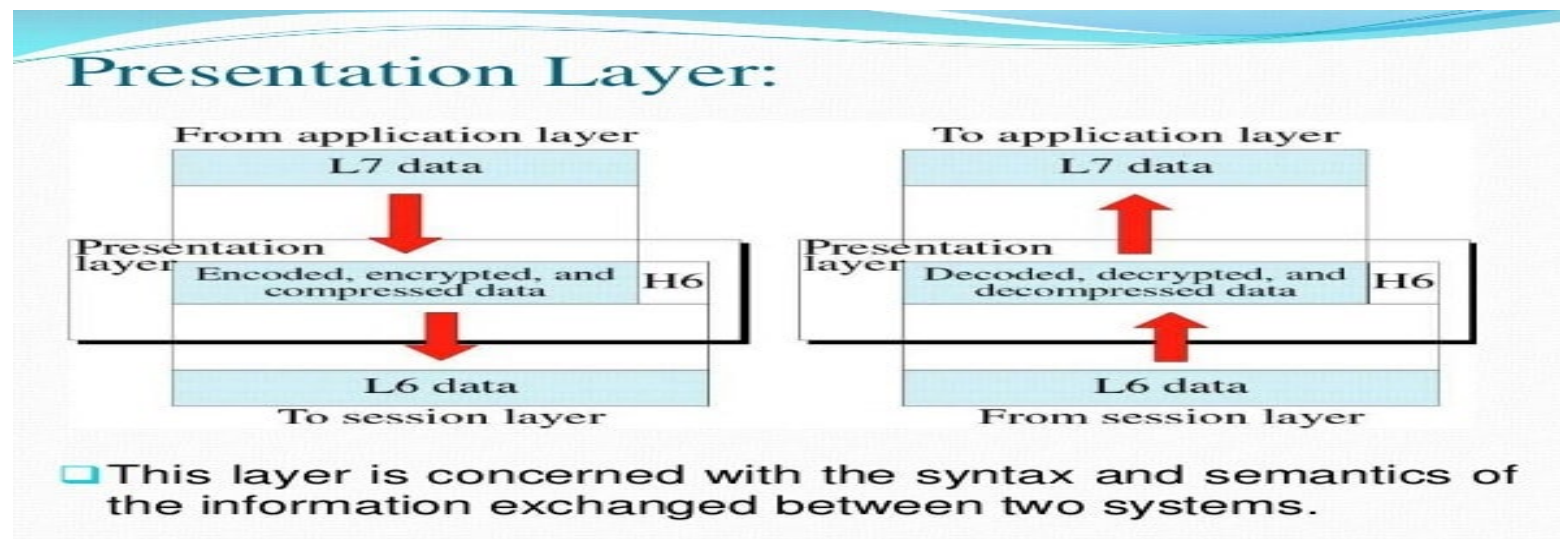 Presentation Layer:
From application layer
L7 data
Presentation
layer
Encoded, encrypted, and
compressed data
H6
L6 data
To session layer
To application layer
L7 data
Presentation
layer
Decoded, decrypted, and
decompressed data
H6
L6 data
From session layer
This layer is concerned with the syntax and semantics of
the information exchanged between two systems.